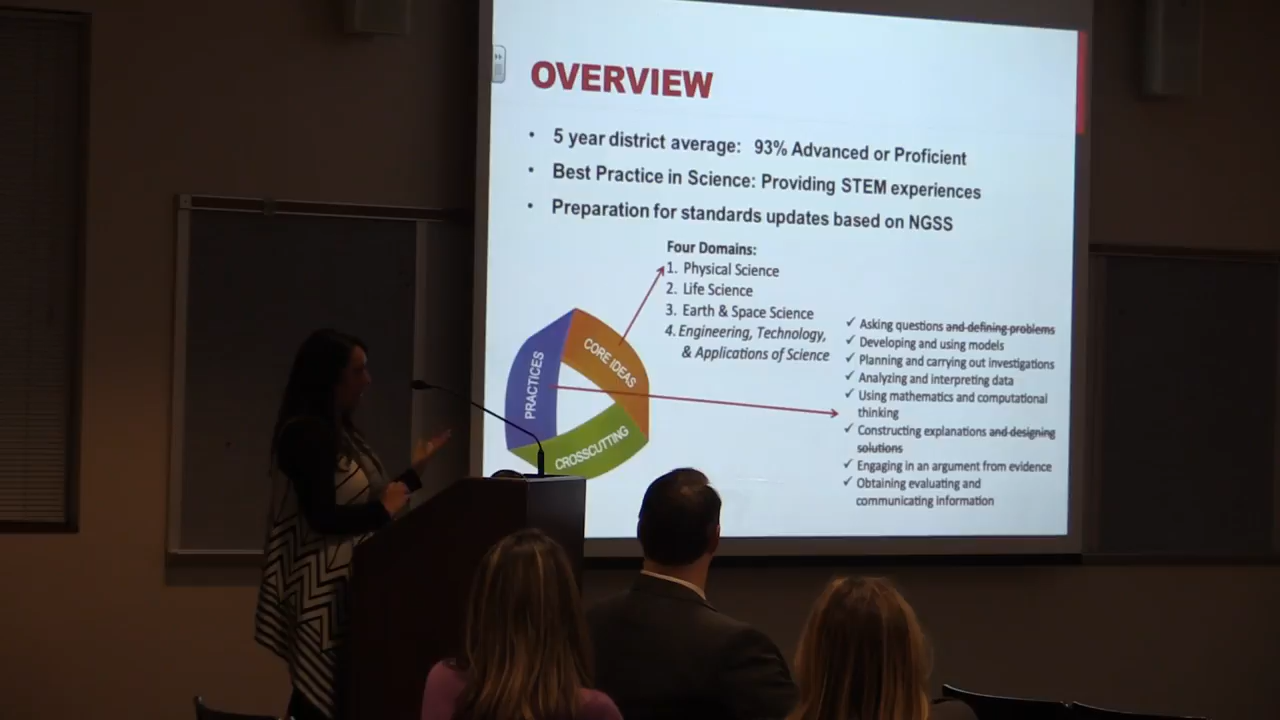 OVERVIEW
• 5 year district average: 93% Advanced or Proficient
• Best Practice in Science: Providing STEM experiences
• Preparation for standards updates based on NGSS
Four Domains:
1. Physical Science
2. Life Science
3. Earth & Space Science
4. Engineering, Technology,
& Applications of Science
CORE IDEAS
PRACTICES
CROSSCUTTING
✓ Asking questions and defining problems
✓ Developing and using models
✓ Planning and carrying out investigations
✓ Analyzing and interpreting data
✓ Using mathematics and computational
thinking
✓ Constructing explanations and designing
solutions
✓ Engaging in an argument from evidence
✓ Obtaining evaluating and
communicating information